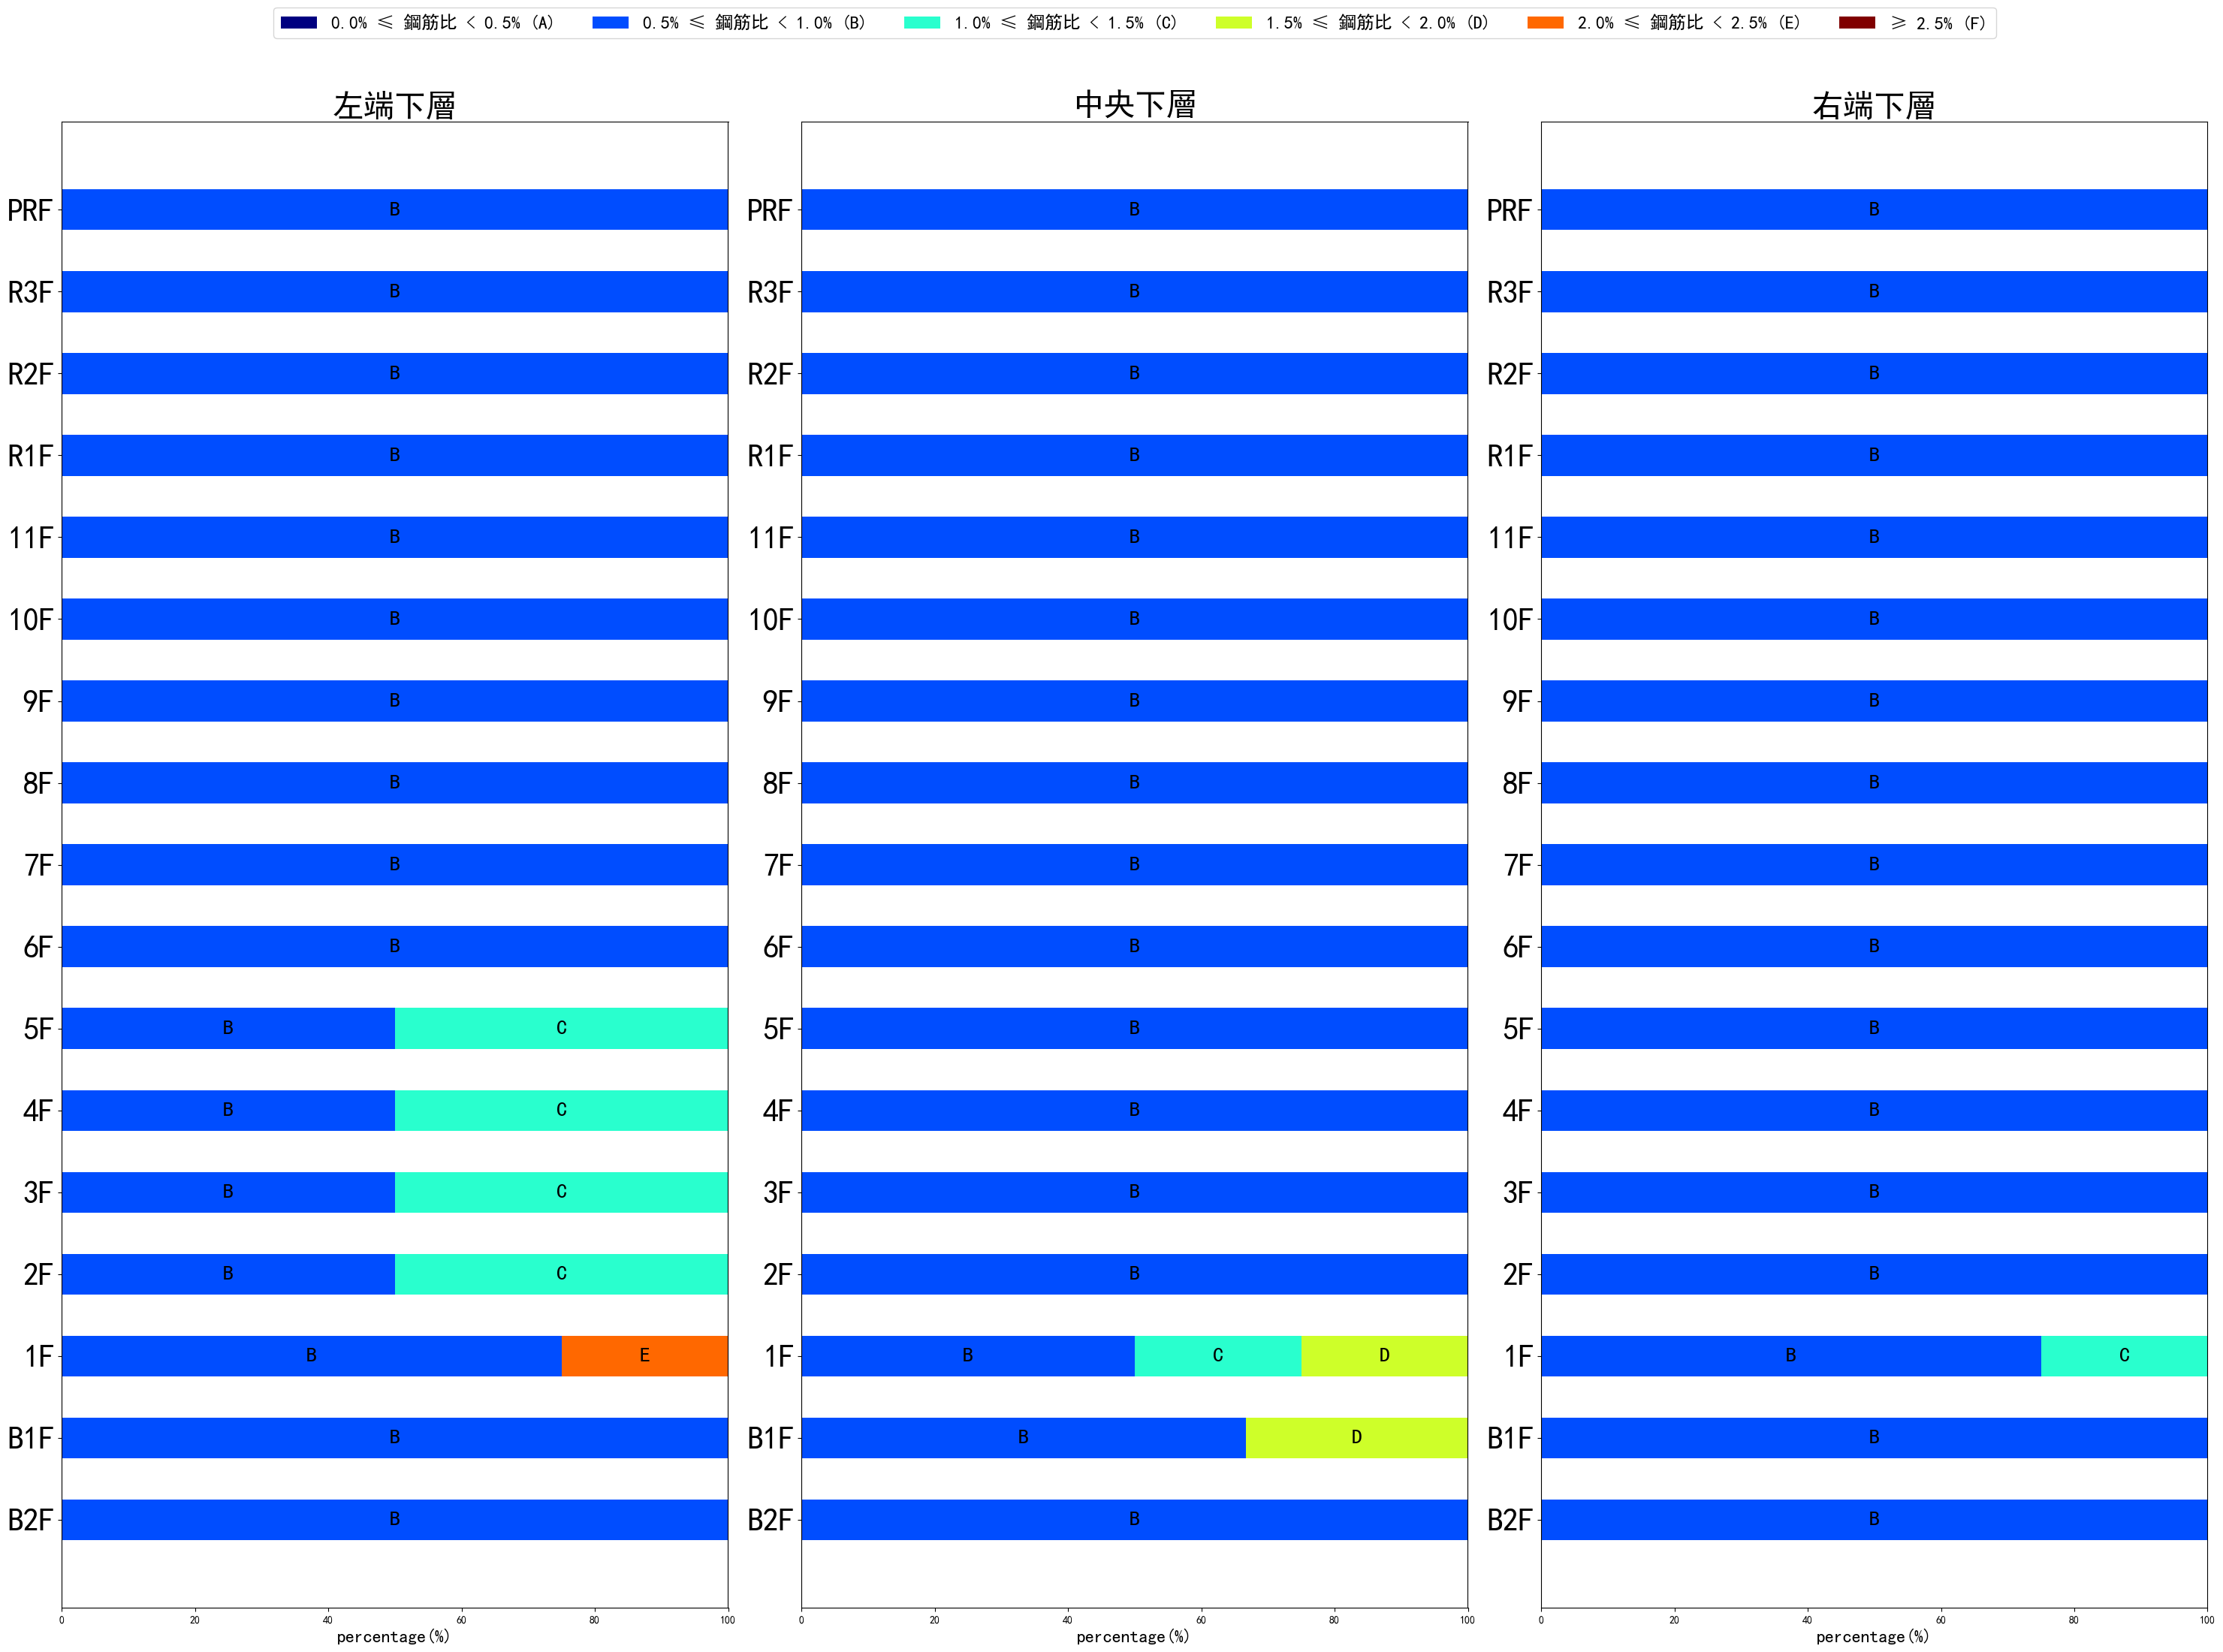 0.0% ≤ 鋼筋比 < 0.5% (A) 0.5% ≤ 鋼筋比 < 1.0% (B) 1.0% ≤ 鋼筋比 < 1.5% (C) 1.5% ≤ 鋼筋比 < 2.0% (D) 2.0% ≤ 鋼筋比 < 2.5% (E) ≥ 2.5% (F)
左端下層
PRF B
R3F B
R2F B
R1F B
11F B
10F B
9F B
8F B
7F B
6F B
5F B C
4F B C
3F B C
2F B C
1F B E
B1F B
B2F B
0 20 40 60 80 100
percentage(%)
中央下層
PRF B
R3F B
R2F B
R1F B
11F B
10F B
9F B
8F B
7F B
6F B
5F B
4F B
3F B
2F B
1F B C D
B1F B D
B2F B
0 20 40 60 80 100
percentage(%)
右端下層
PRF B
R3F B
R2F B
R1F B
11F B
10F B
9F B
8F B
7F B
6F B
5F B
4F B
3F B
2F B
1F B C
B1F B
B2F B
0 20 40 60 80 100
percentage(%)